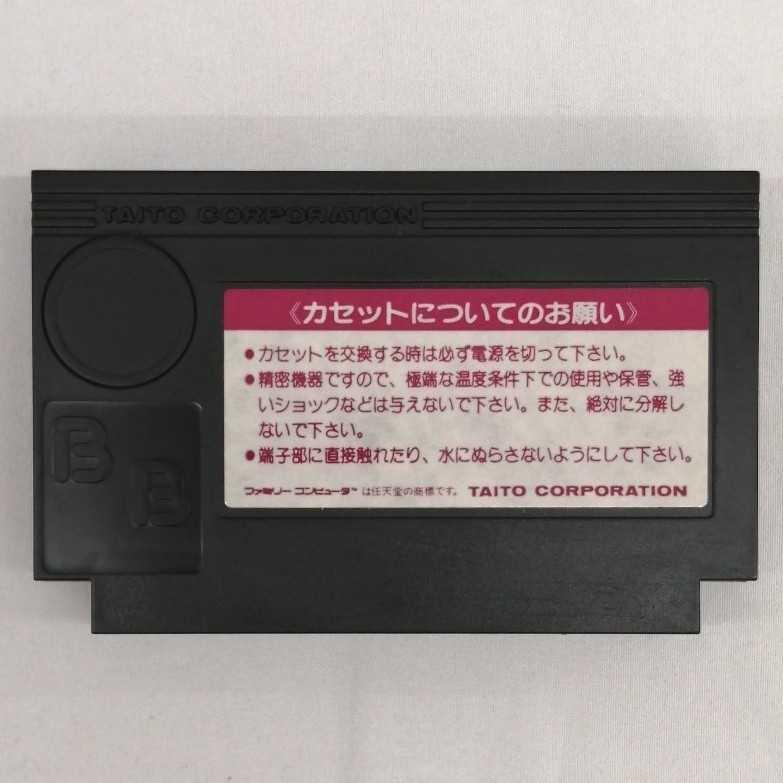 TAITO CORPORATION
《カセットについてのお願い》
●カセットを交換する時は必ず電源を切って下さい。
●精密機器ですので、極端な温度条件下での使用や保管、強
いショックなどは与えないで下さい。また、絶対に分解し
ないで下さい。
●端子部に直接触れたり、水にぬらさないようにして下さい。
ファミリーコンピュータ™は任天堂の商標です。 TAITO CORPORATION
B
B